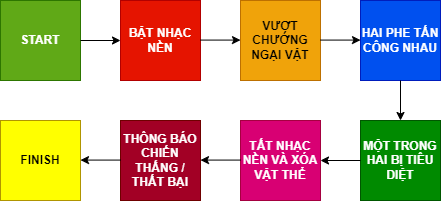 START
BẬT NHẠC
NỀN
VƯỢT
CHƯỚNG
NGẠI VẬT
HAI PHE TẤN
CÔNG NHAU
MỘT TRONG
HAI BỊ TIÊU
DIỆT
TẮT NHẠC
NỀN VÀ XÓA
VẬT THỂ
THÔNG BÁO
CHIẾN
THẮNG /
THẤT BẠI
FINISH